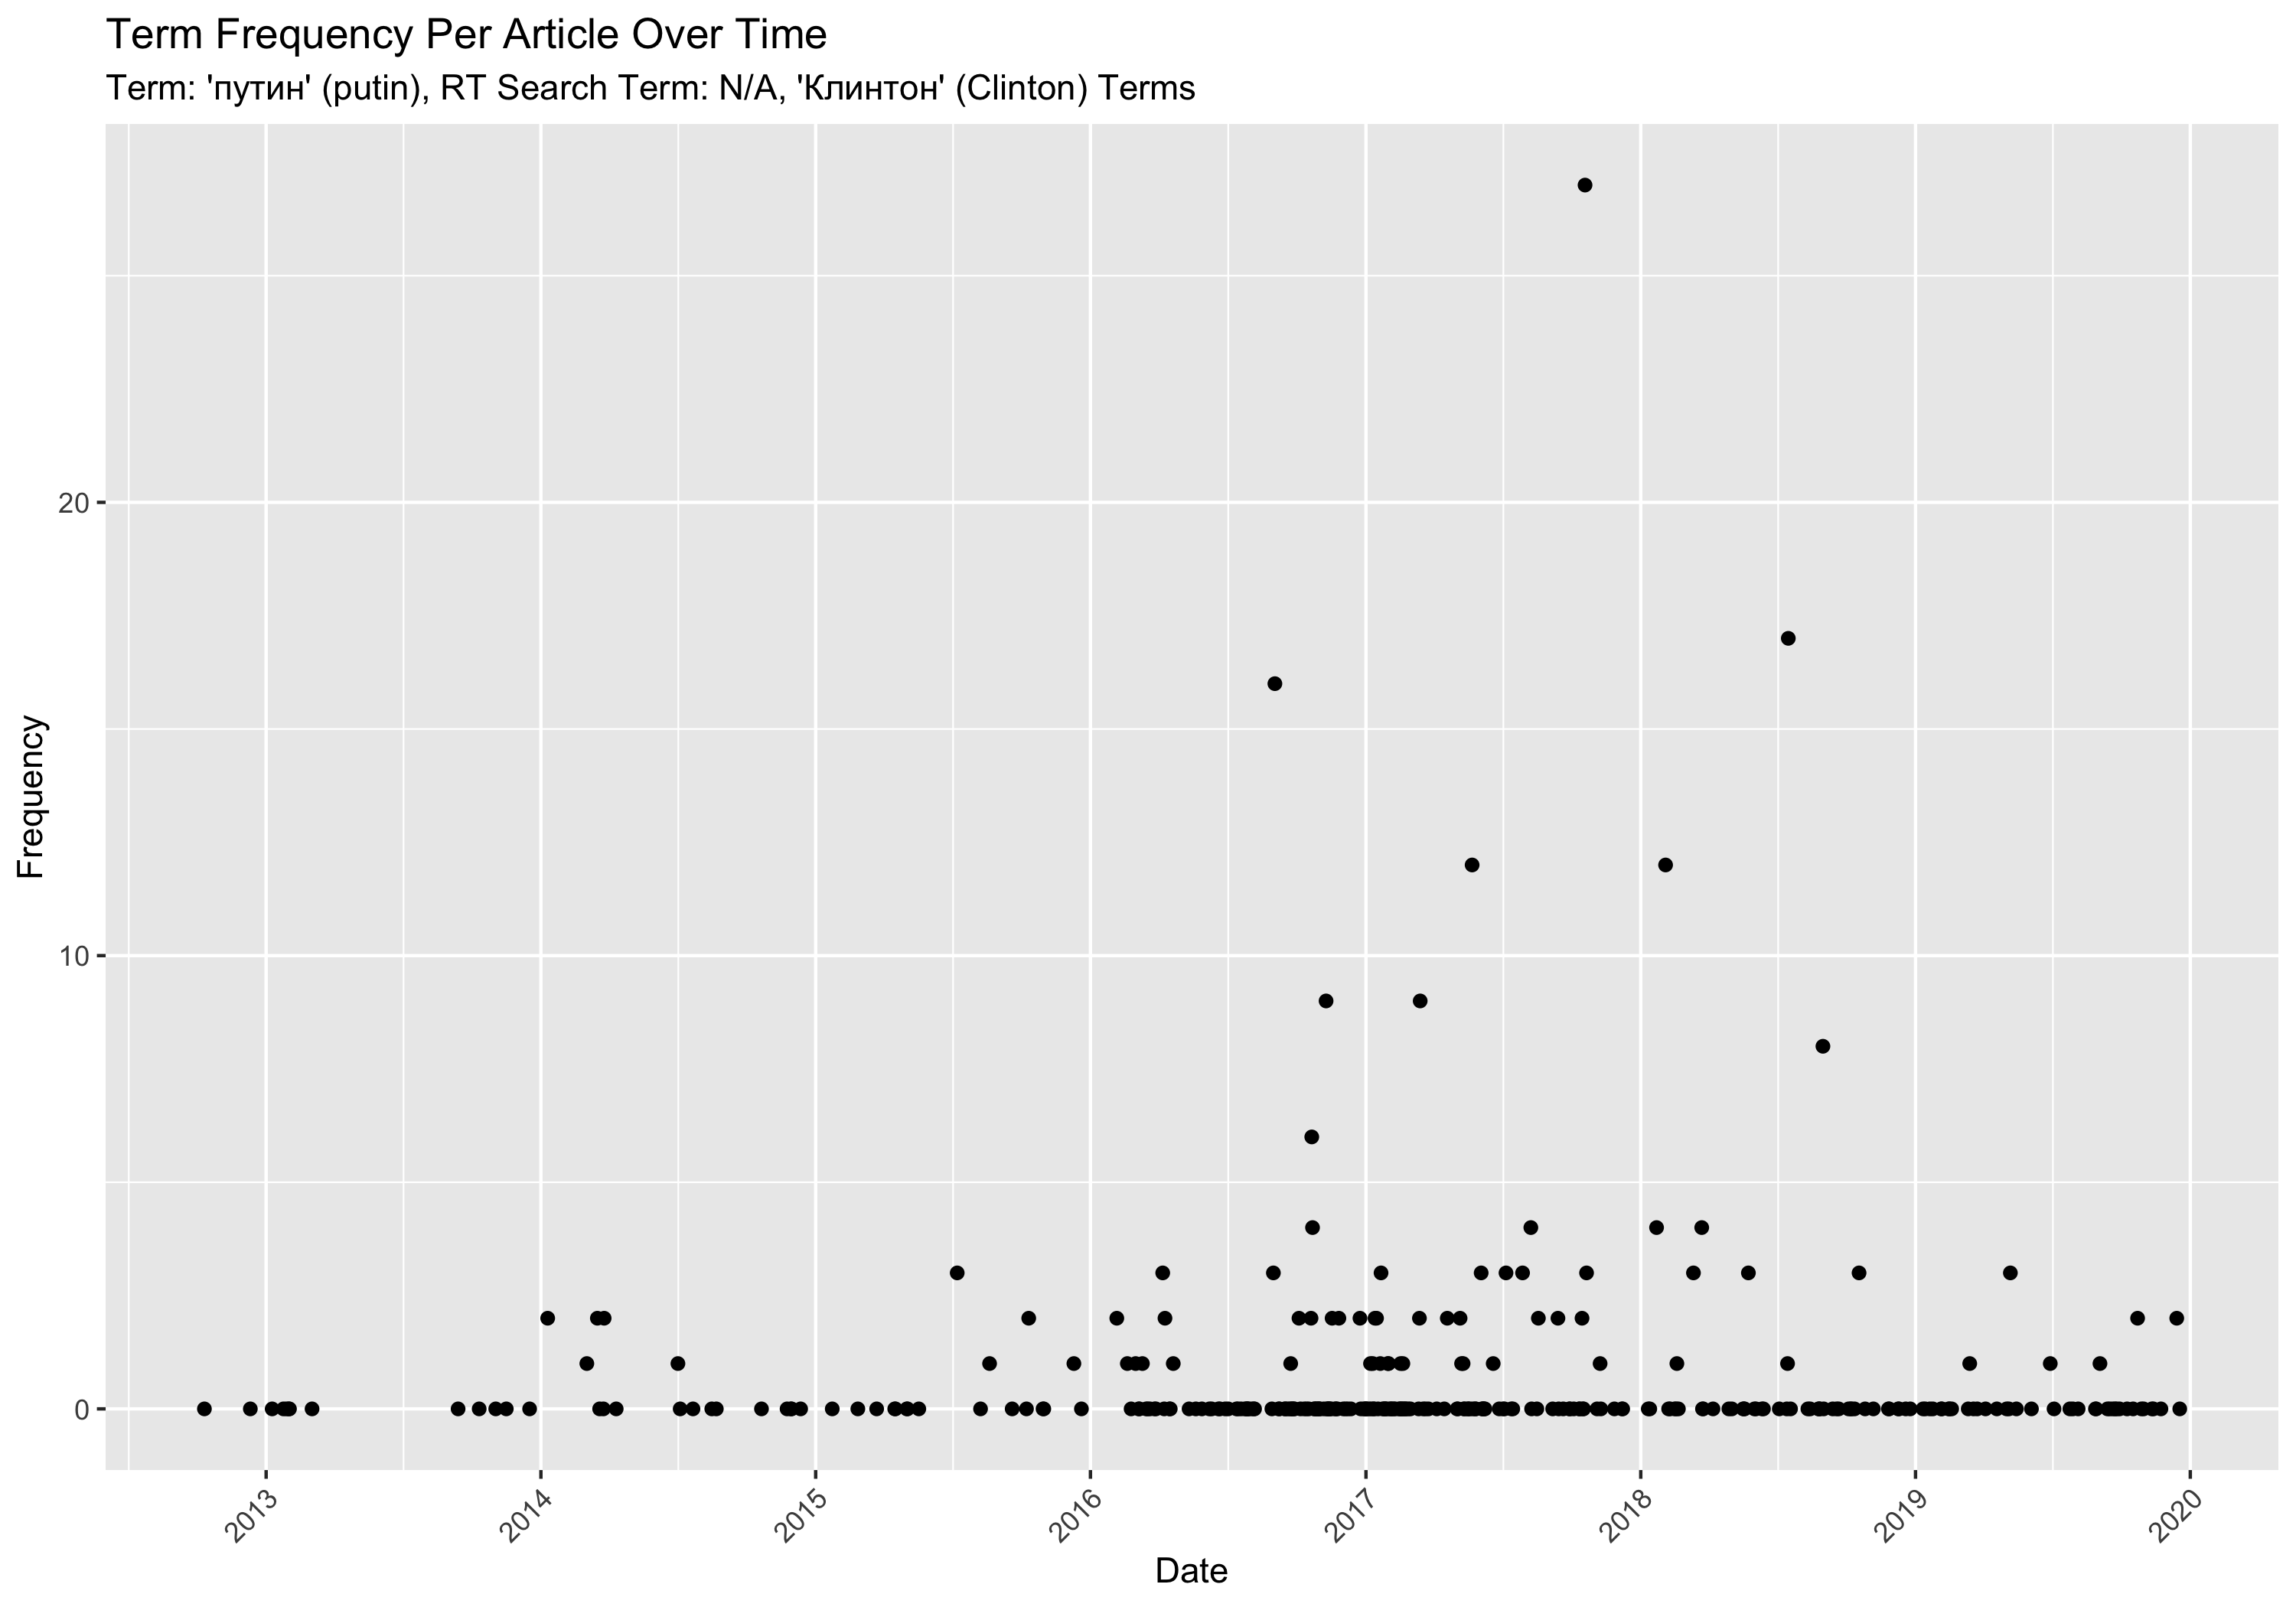 Term Frequency Per Article Over Time
Term: 'путин' (putin), RT Search Term: N/A, 'Клинтон' (Clinton) Terms
Frequency
20
10
0
2013
2014
2015
2016
2017
2018
2019
2020
Date